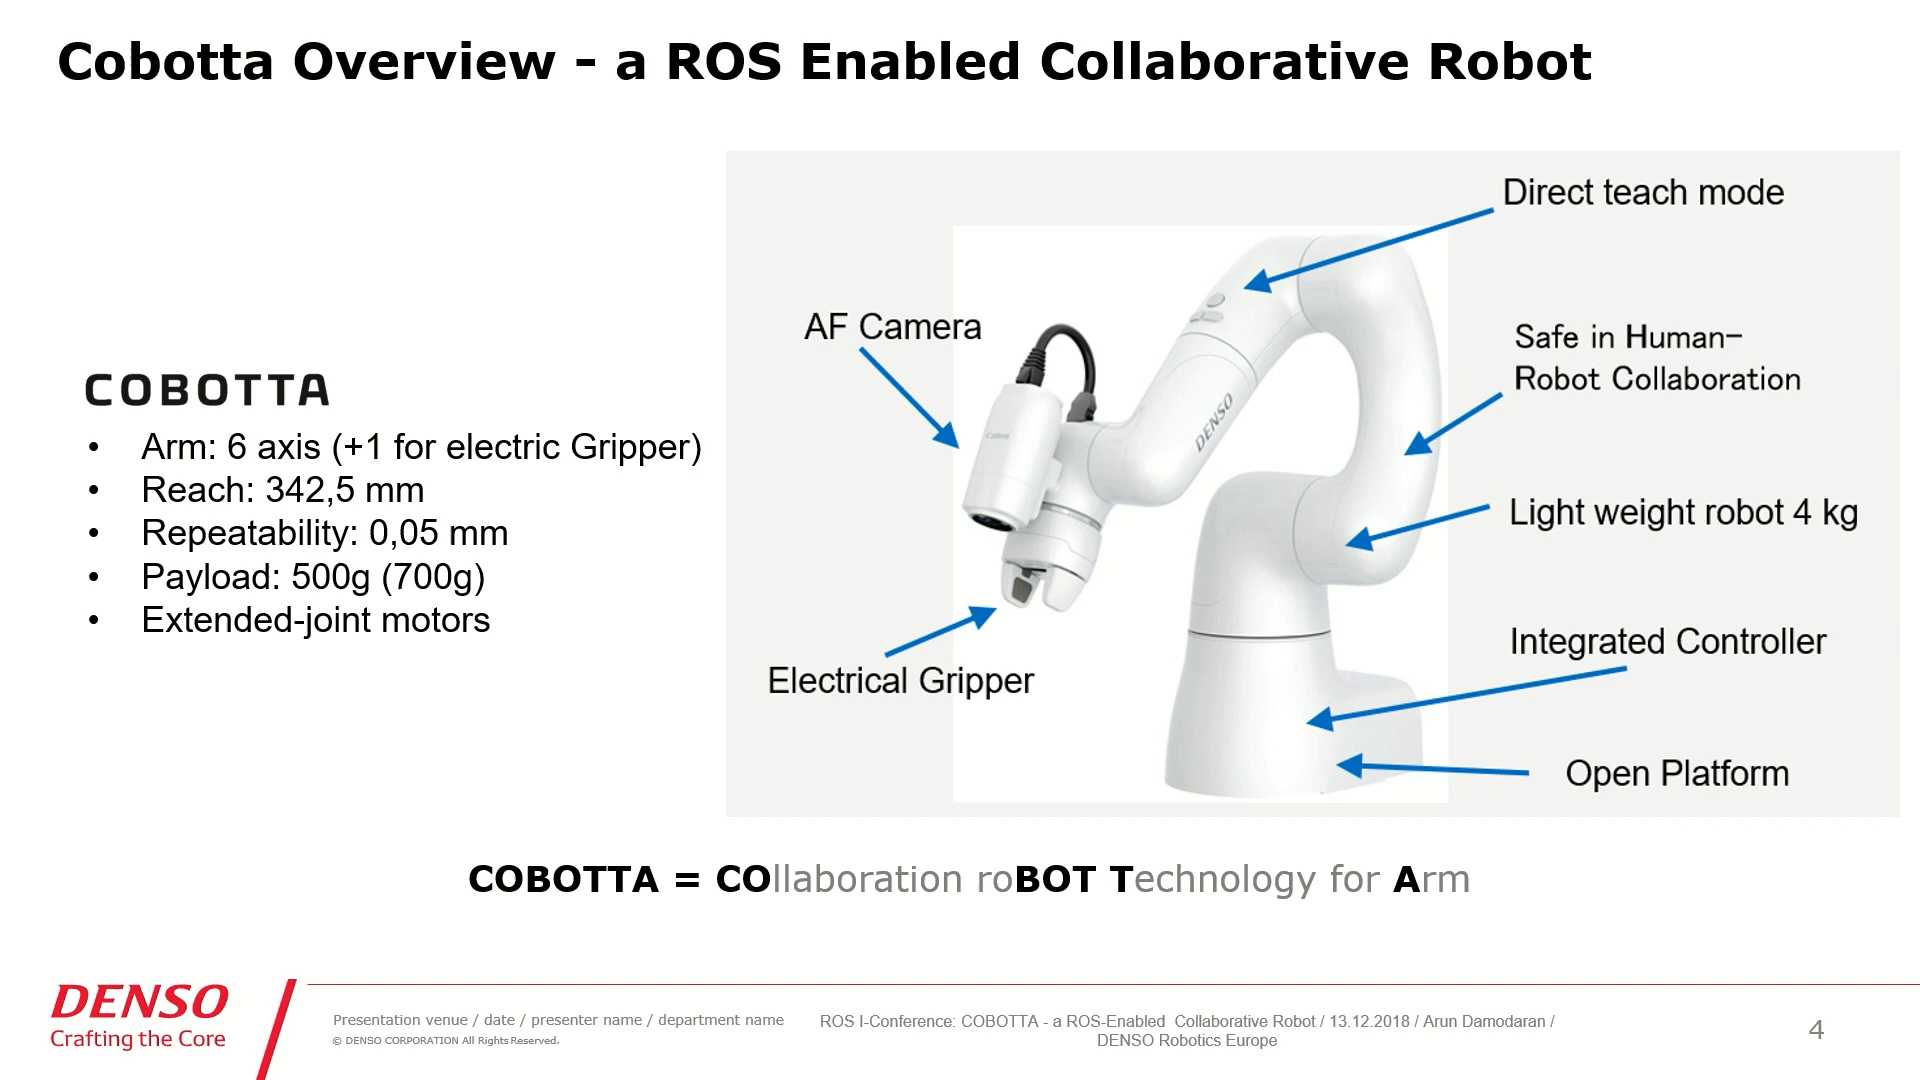 Cobotta Overview - a ROS Enabled Collaborative Robot
Direct teach mode
AF Camera
Safe in Human-
Robot Collaboration
COBOTTA
• Arm: 6 axis (+1 for electric Gripper)
• Reach: 342,5 mm
• Repeatability: 0,05 mm
• Payload: 500g (700g)
• Extended-joint motors
Canon
DENSO
Light weight robot 4 kg
Integrated Controller
Electrical Gripper
Open Platform
COBOTTA = COllaboration roBOT Technology for Arm
DENSO
Crafting the Core
Presentation venue / date / presenter name / department name
© DENSO CORPORATION All Rights Reserved.
ROS I-Conference: COBOTTA - a ROS-Enabled Collaborative Robot / 13.12.2018 / Arun Damodaran /
DENSO Robotics Europe
4